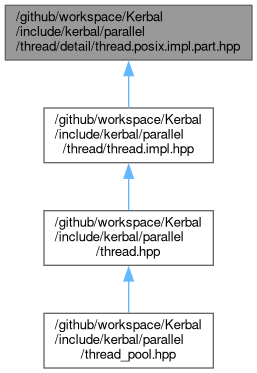 /github/workspace/Kerbal
/include/kerbal/parallel
/thread/detail/thread.posix.impl.part.hpp
/github/workspace/Kerbal
/include/kerbal/parallel
/thread/thread.impl.hpp
/github/workspace/Kerbal
/include/kerbal/parallel
/thread.hpp
/github/workspace/Kerbal
/include/kerbal/parallel
/thread_pool.hpp